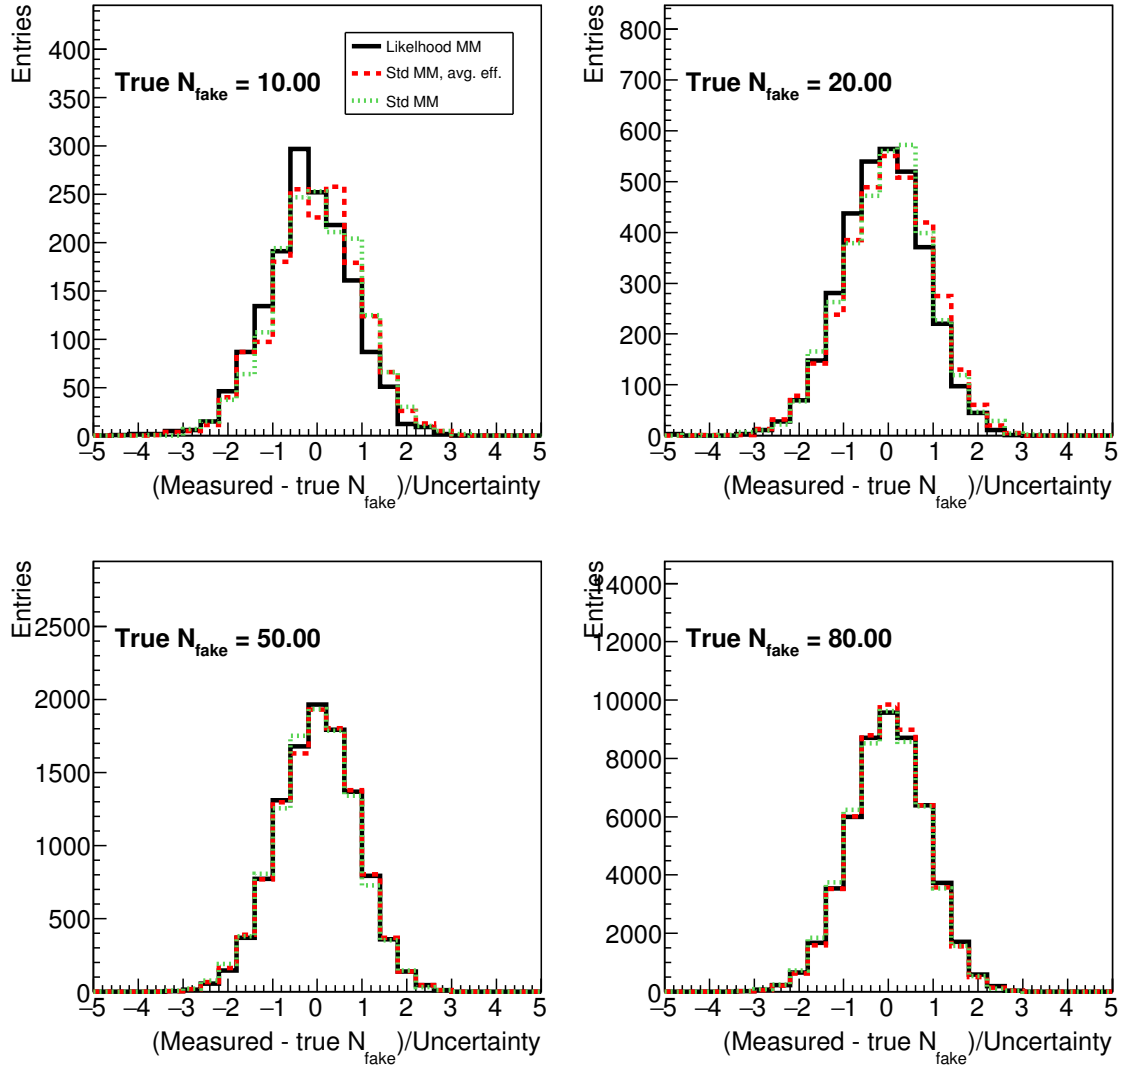 Entries
400
350
300
250
200
150
100
50
0
True N_fake = 10.00
Likelhood MM
Std MM, avg. eff.
Std MM
−5 −4 −3 −2 −1 0 1 2 3 4 5
(Measured - true N_fake)/Uncertainty
Entries
800
700
600
500
400
300
200
100
0
True N_fake = 20.00
−5 −4 −3 −2 −1 0 1 2 3 4 5
(Measured - true N_fake)/Uncertainty
Entries
2500
2000
1500
1000
500
0
True N_fake = 50.00
−5 −4 −3 −2 −1 0 1 2 3 4 5
(Measured - true N_fake)/Uncertainty
Entries
14000
12000
10000
8000
6000
4000
2000
0
True N_fake = 80.00
−5 −4 −3 −2 −1 0 1 2 3 4 5
(Measured - true N_fake)/Uncertainty